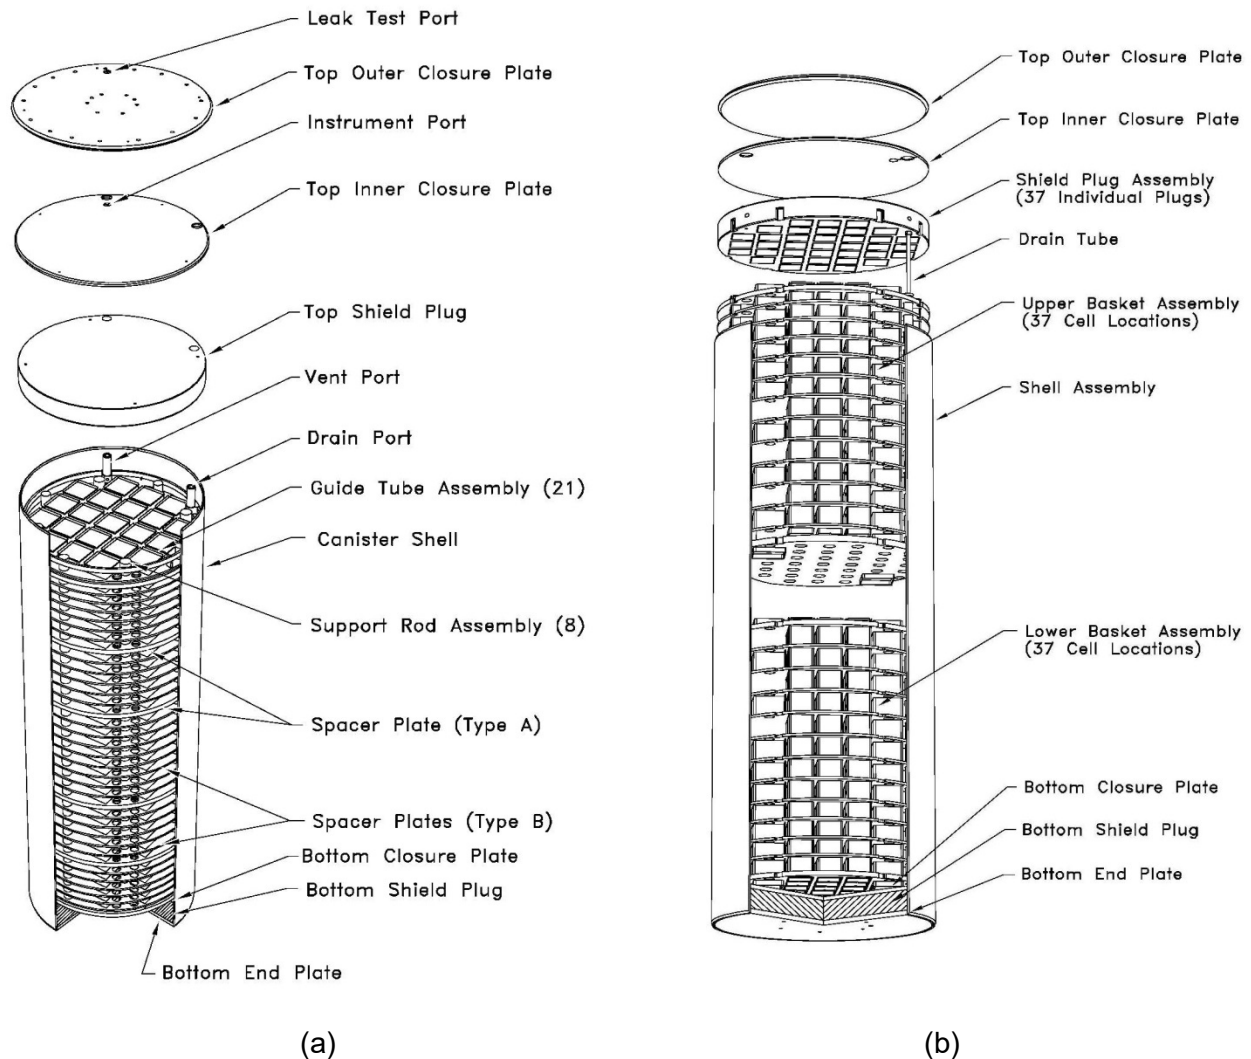 Leak Test Port
Top Outer Closure Plate
Instrument Port
Top Inner Closure Plate
Top Shield Plug
Vent Port
Drain Port
Guide Tube Assembly (21)
Canister Shell
Support Rod Assembly (8)
Spacer Plate (Type A)
Spacer Plates (Type B)
Bottom Closure Plate
Bottom Shield Plug
Bottom End Plate
(a)
Top Outer Closure Plate
Top Inner Closure Plate
Shield Plug Assembly
(37 Individual Plugs)
Drain Tube
Upper Basket Assembly
(37 Cell Locations)
Shell Assembly
Lower Basket Assembly
(37 Cell Locations)
Bottom Closure Plate
Bottom Shield Plug
Bottom End Plate
(b)